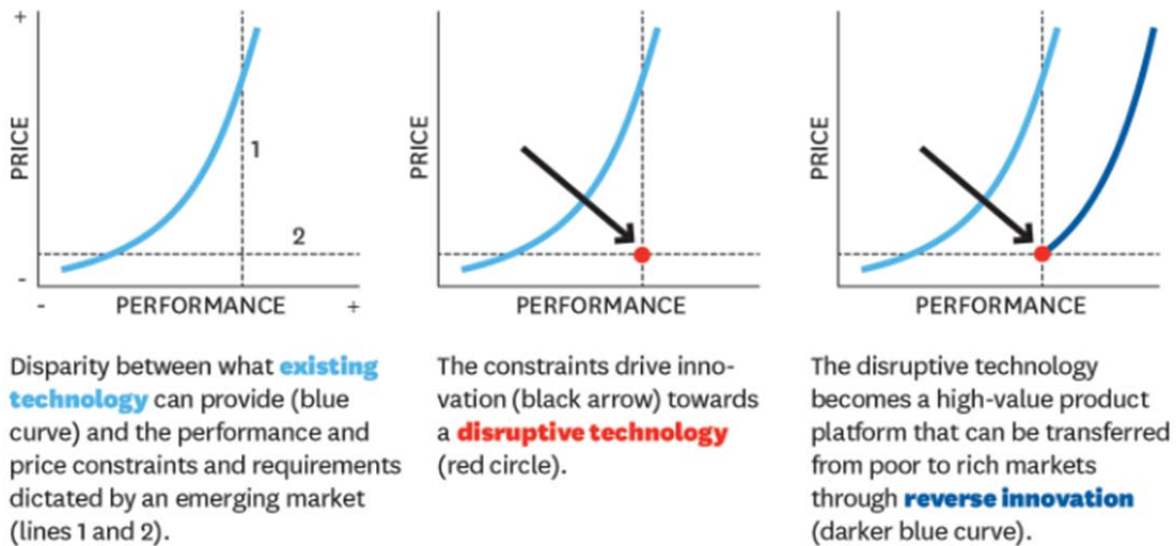 +
PRICE
1
2
-
-
PERFORMANCE
+
Disparity between what existing
technology can provide (blue
curve) and the performance and
price constraints and requirements
dictated by an emerging market
(lines 1 and 2).
PRICE
PERFORMANCE
The constraints drive inno-
vation (black arrow) towards
a disruptive technology
(red circle).
PRICE
PERFORMANCE
The disruptive technology
becomes a high-value product
platform that can be transferred
from poor to rich markets
through reverse innovation
(darker blue curve).